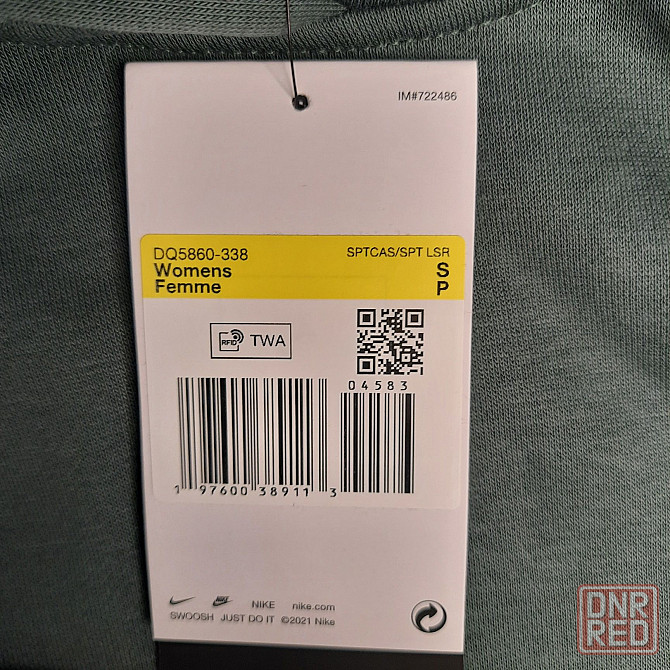 IM#722486
DQ5860-338 SPTCAS/SPT LSR
Womens S
Femme P
RFID TWA
04583
1 97600 38911 3
NIKE nike.com
SWOOSH JUST DO IT ©2021 Nike
DNR
RED